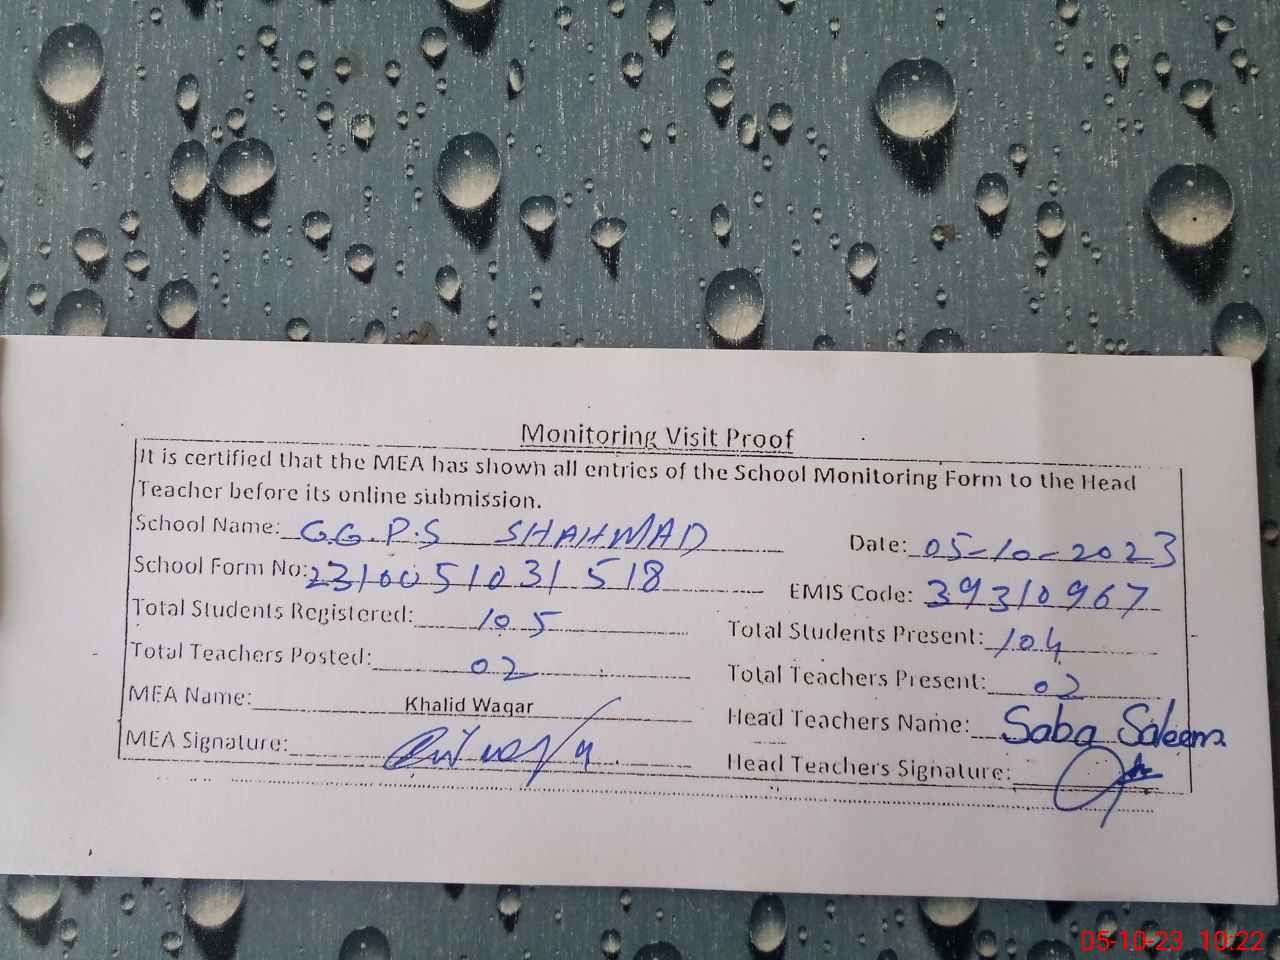 Monitoring Visit Proof
It is certified that the MEA has shown all entries of the School Monitoring Form to the Head
Teacher before its online submission.
School Name: G.G.P.S SHAHMAD Date: 05-10-2023
School Form No: 2310051031518 EMIS Code: 39310967
Total Students Registered: 105 Total Students Present: 104
Total Teachers Posted: 02 Total Teachers Present: 02
MEA Name: Khalid Waqar Head Teachers Name: Saba Saleem
MEA Signature: Head Teachers Signature:
05-10-23 10:22